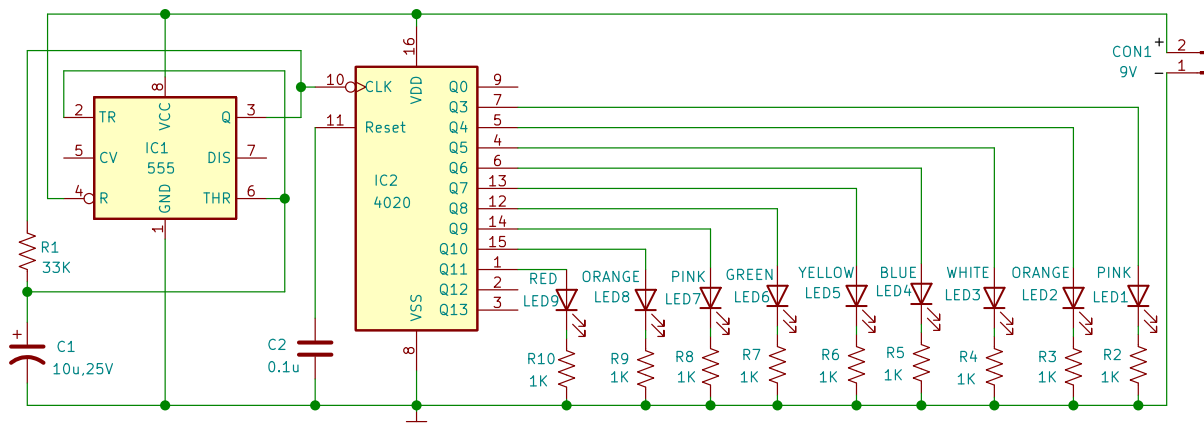 16
CON1
+
2
9V
−
1
10
CLK
VDD
Q0
9
8
2
TR
VCC
Q
3
Q3
7
11
Reset
Q4
5
IC1
555
5
CV
DIS
7
Q5
4
IC2
4020
Q6
6
4
R
GND
THR
6
Q7
13
Q8
12
1
Q9
14
R1
33K
Q10
15
Q11
1
Q12
2
Q13
3
VSS
8
RED
LED9
ORANGE
LED8
PINK
LED7
GREEN
LED6
YELLOW
LED5
BLUE
LED4
WHITE
LED3
ORANGE
LED2
PINK
LED1
+
C1
10u,25V
C2
0.1u
R10
1K
R9
1K
R8
1K
R7
1K
R6
1K
R5
1K
R4
1K
R3
1K
R2
1K